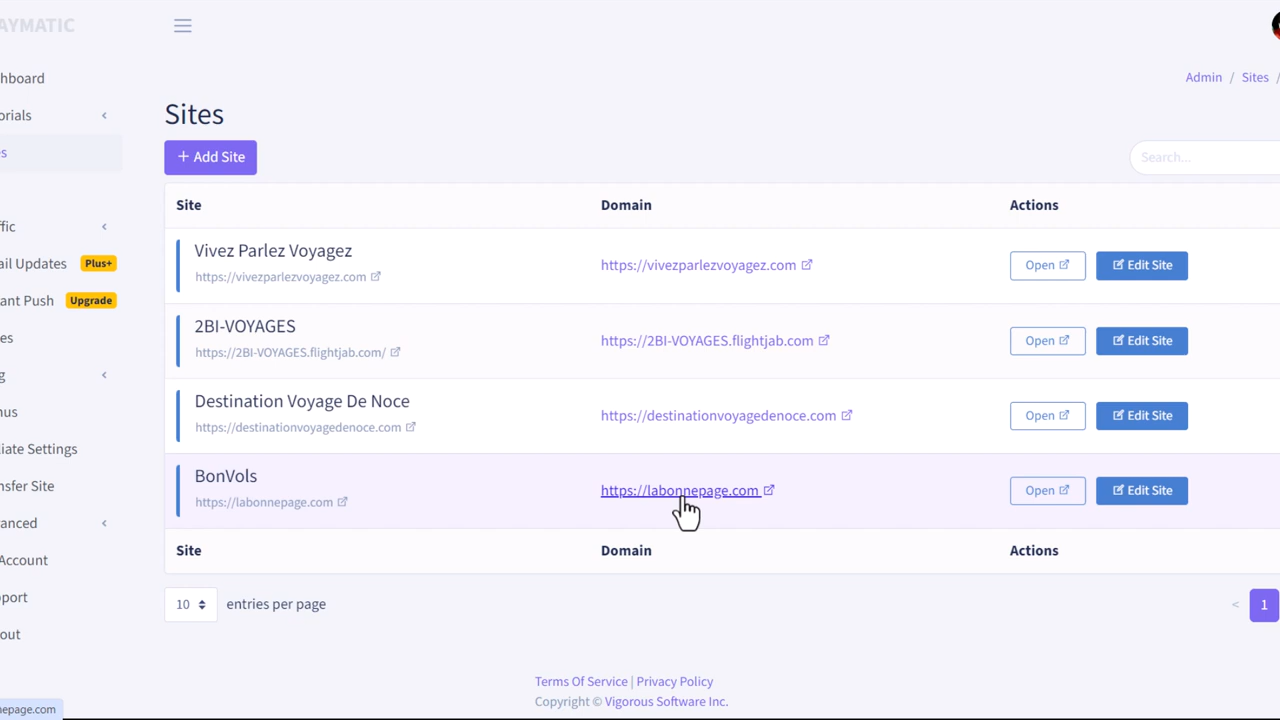 AYMATIC
hboard
Admin / Sites /
Sites
orials
+ Add Site
Search...
Site Domain Actions
Vivez Parlez Voyagez
https://vivezparlezvoyagez.com
https://vivezparlezvoyagez.com
Open Edit Site
ffic
ail Updates Plus+
ant Push Upgrade
2BI-VOYAGES
https://2BI-VOYAGES.flightjab.com/
https://2BI-VOYAGES.flightjab.com
Open Edit Site
es
g
Destination Voyage De Noce
https://destinationvoyagedenoce.com
https://destinationvoyagedenoce.com
Open Edit Site
nus
liate Settings
nsfer Site
BonVols
https://labonnepage.com
https://labonnepage.com
Open Edit Site
anced
Account
Site Domain Actions
port
10 entries per page
< 1
out
Terms Of Service | Privacy Policy
Copyright © Vigorous Software Inc.
nepage.com